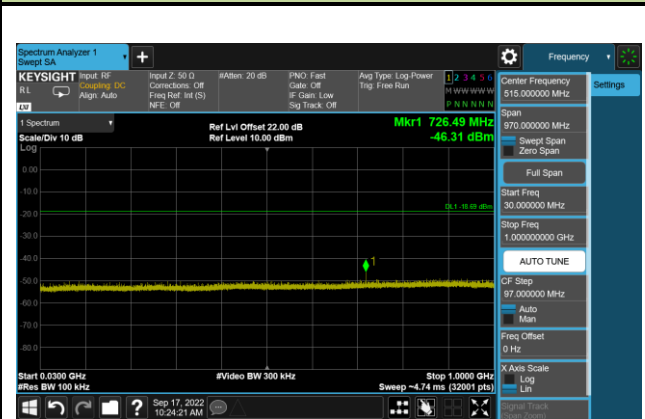 Spectrum Analyzer 1
Swept SA
Frequency
KEYSIGHT
RL
LXI
Input: RF
Coupling: DC
Align: Auto
Input Z: 50 Ω
Corrections: Off
Freq Ref: Int (S)
NFE: Off
#Atten: 20 dB
PNO: Fast
Gate: Off
IF Gain: Low
Sig Track: Off
Avg Type: Log-Power
Trig: Free Run
1 2 3 4 5 6
M W W W W W
P N N N N N
Center Frequency
515.000000 MHz
Settings
1 Spectrum
Scale/Div 10 dB
Log
Ref Lvl Offset 22.00 dB
Ref Level 10.00 dBm
Mkr1 726.49 MHz
-46.31 dBm
Span
970.000000 MHz
Swept Span
Zero Span
Full Span
Start Freq
30.000000 MHz
Stop Freq
1.000000000 GHz
AUTO TUNE
CF Step
97.000000 MHz
Auto
Man
Freq Offset
0 Hz
X Axis Scale
Log
Lin
Signal Track
(Span Zoom)
0.00
-10.0
-20.0
DL1 -18.69 dBm
-30.0
-40.0
1
-50.0
-60.0
-70.0
-80.0
Start 0.0300 GHz
#Res BW 100 kHz
#Video BW 300 kHz
Stop 1.0000 GHz
Sweep ~4.74 ms (32001 pts)
Sep 17, 2022
10:24:21 AM